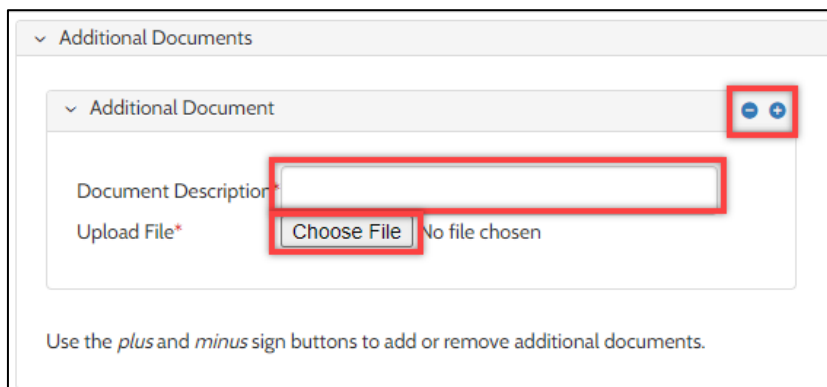 Additional Documents
Additional Document
Document Description*
Upload File* Choose File No file chosen
Use the plus and minus sign buttons to add or remove additional documents.